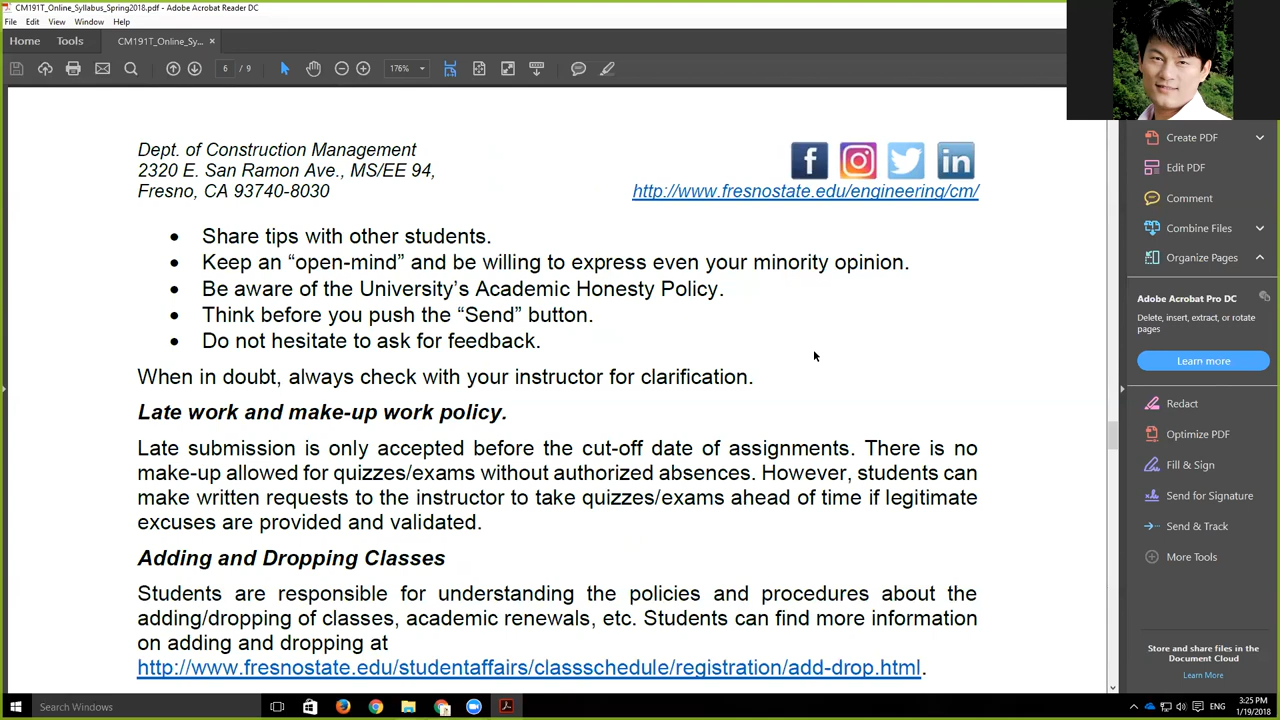 CM191T_Online_Syllabus_Spring2018.pdf - Adobe Acrobat Reader DC
File Edit View Window Help
Home Tools CM191T_Online_Sy... ×
6 / 9 176%
Dept. of Construction Management
2320 E. San Ramon Ave., MS/EE 94,
Fresno, CA 93740-8030
http://www.fresnostate.edu/engineering/cm/
• Share tips with other students.
• Keep an “open-mind” and be willing to express even your minority opinion.
• Be aware of the University’s Academic Honesty Policy.
• Think before you push the “Send” button.
• Do not hesitate to ask for feedback.
When in doubt, always check with your instructor for clarification.
Late work and make-up work policy.
Late submission is only accepted before the cut-off date of assignments. There is no
make-up allowed for quizzes/exams without authorized absences. However, students can
make written requests to the instructor to take quizzes/exams ahead of time if legitimate
excuses are provided and validated.
Adding and Dropping Classes
Students are responsible for understanding the policies and procedures about the
adding/dropping of classes, academic renewals, etc. Students can find more information
on adding and dropping at
http://www.fresnostate.edu/studentaffairs/classschedule/registration/add-drop.html.
Create PDF
Edit PDF
Comment
Combine Files
Organize Pages
Adobe Acrobat Pro DC
Delete, insert, extract, or rotate
pages
Learn more
Redact
Optimize PDF
Fill & Sign
Send for Signature
Send & Track
More Tools
Store and share files in the
Document Cloud
Learn More
Search Windows
ENG
3:25 PM
1/19/2018